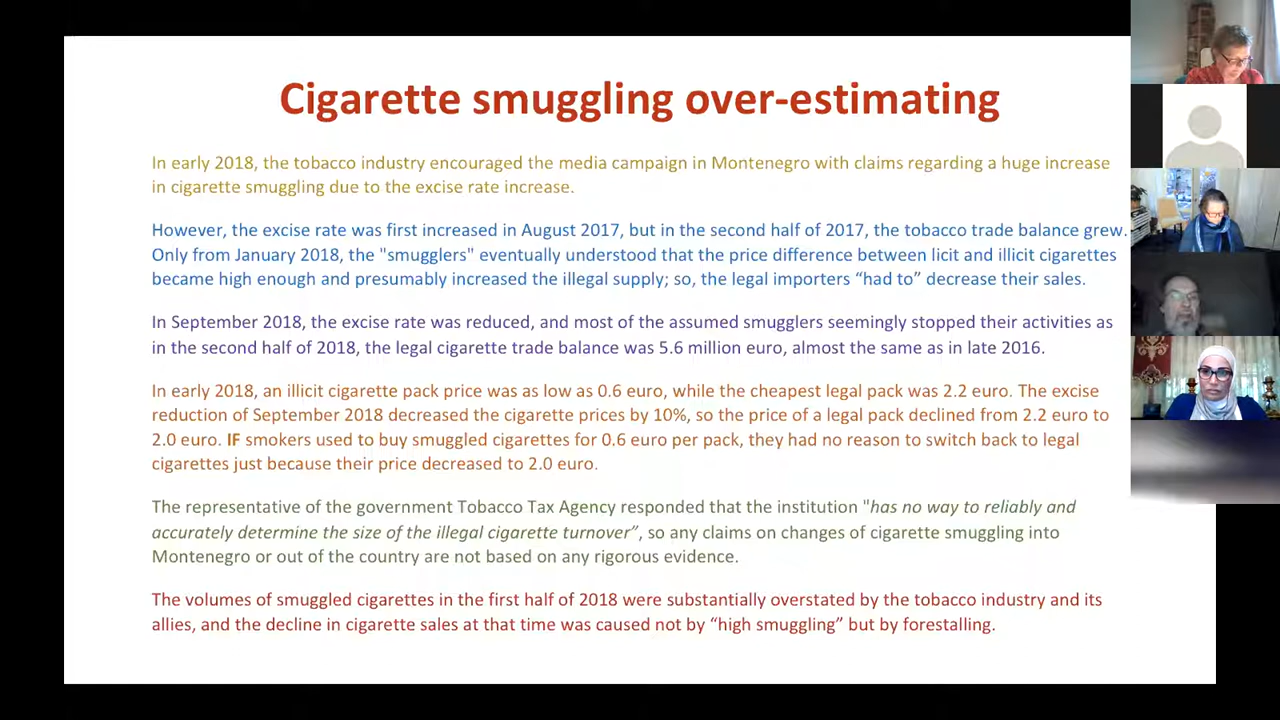 Cigarette smuggling over-estimating
In early 2018, the tobacco industry encouraged the media campaign in Montenegro with claims regarding a huge increase
in cigarette smuggling due to the excise rate increase.
However, the excise rate was first increased in August 2017, but in the second half of 2017, the tobacco trade balance grew.
Only from January 2018, the "smugglers" eventually understood that the price difference between licit and illicit cigarettes
became high enough and presumably increased the illegal supply; so, the legal importers “had to” decrease their sales.
In September 2018, the excise rate was reduced, and most of the assumed smugglers seemingly stopped their activities as
in the second half of 2018, the legal cigarette trade balance was 5.6 million euro, almost the same as in late 2016.
In early 2018, an illicit cigarette pack price was as low as 0.6 euro, while the cheapest legal pack was 2.2 euro. The excise
reduction of September 2018 decreased the cigarette prices by 10%, so the price of a legal pack declined from 2.2 euro to
2.0 euro. IF smokers used to buy smuggled cigarettes for 0.6 euro per pack, they had no reason to switch back to legal
cigarettes just because their price decreased to 2.0 euro.
The representative of the government Tobacco Tax Agency responded that the institution "has no way to reliably and
accurately determine the size of the illegal cigarette turnover”, so any claims on changes of cigarette smuggling into
Montenegro or out of the country are not based on any rigorous evidence.
The volumes of smuggled cigarettes in the first half of 2018 were substantially overstated by the tobacco industry and its
allies, and the decline in cigarette sales at that time was caused not by “high smuggling” but by forestalling.